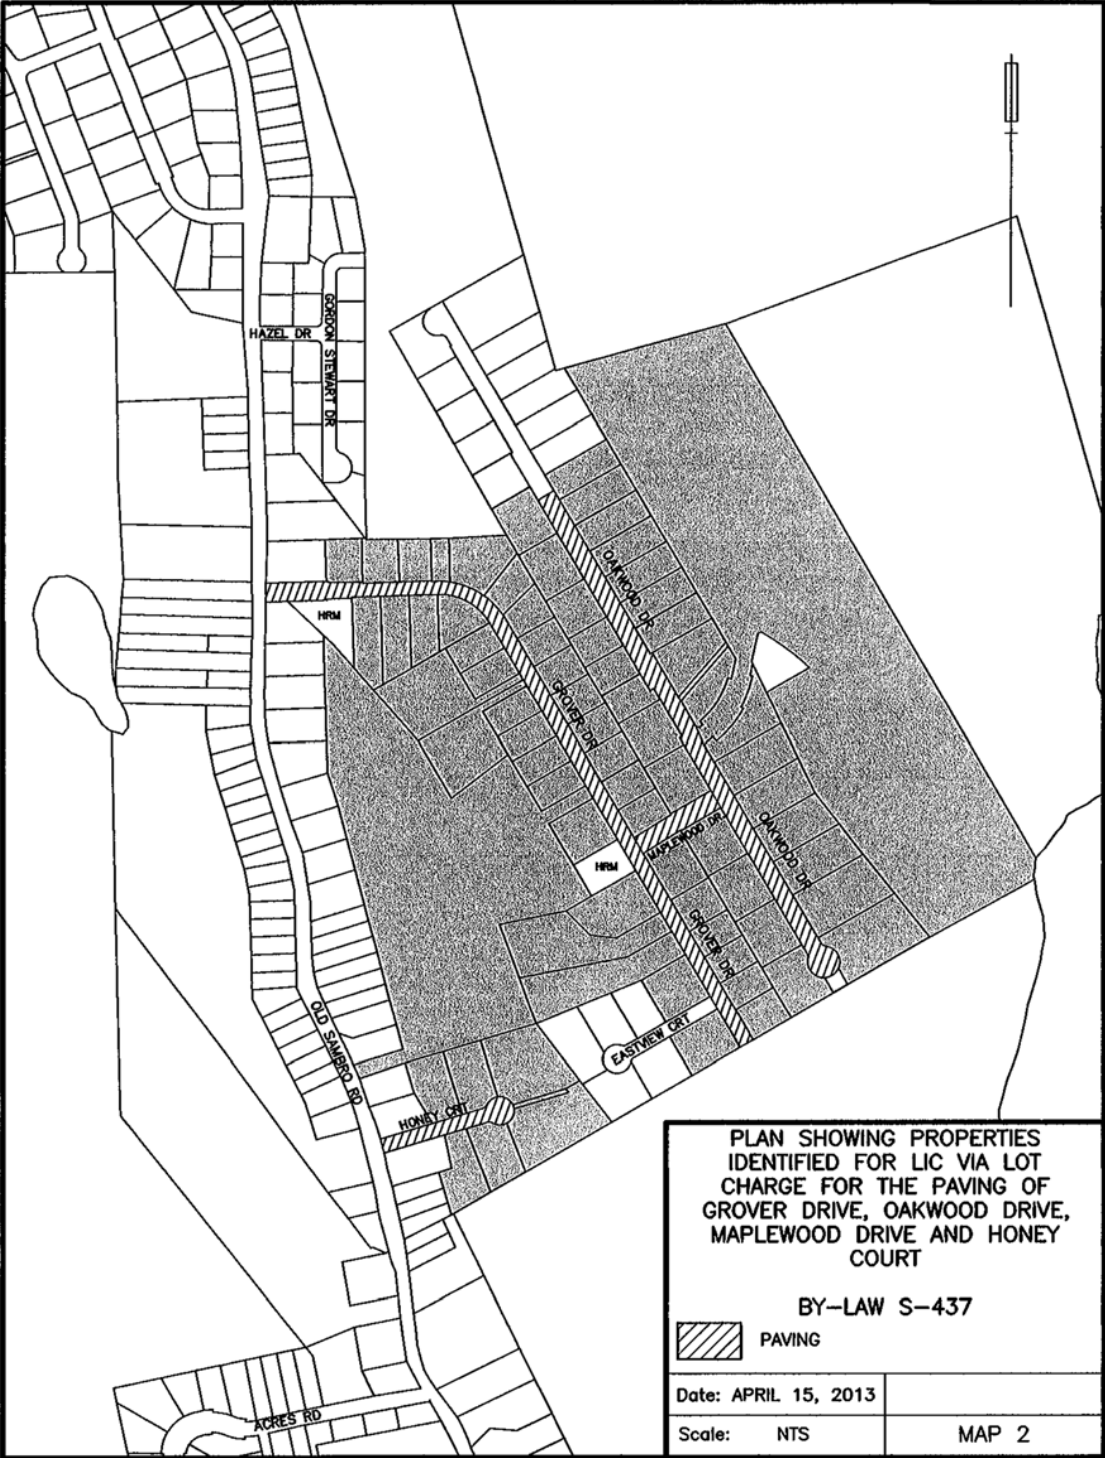 HAZEL DR
GORDON STEWART DR
OAKWOOD DR
HRM
GROVER DR
MAPLEWOOD DR
OAKWOOD DR
HRM
GROVER DR
OLD SAMBRO RD
EASTVIEW CRT
HONEY CRT
ACRES RD
PLAN SHOWING PROPERTIES
IDENTIFIED FOR LIC VIA LOT
CHARGE FOR THE PAVING OF
GROVER DRIVE, OAKWOOD DRIVE,
MAPLEWOOD DRIVE AND HONEY
COURT
BY-LAW S-437
PAVING
Date: APRIL 15, 2013
Scale: NTS
MAP 2